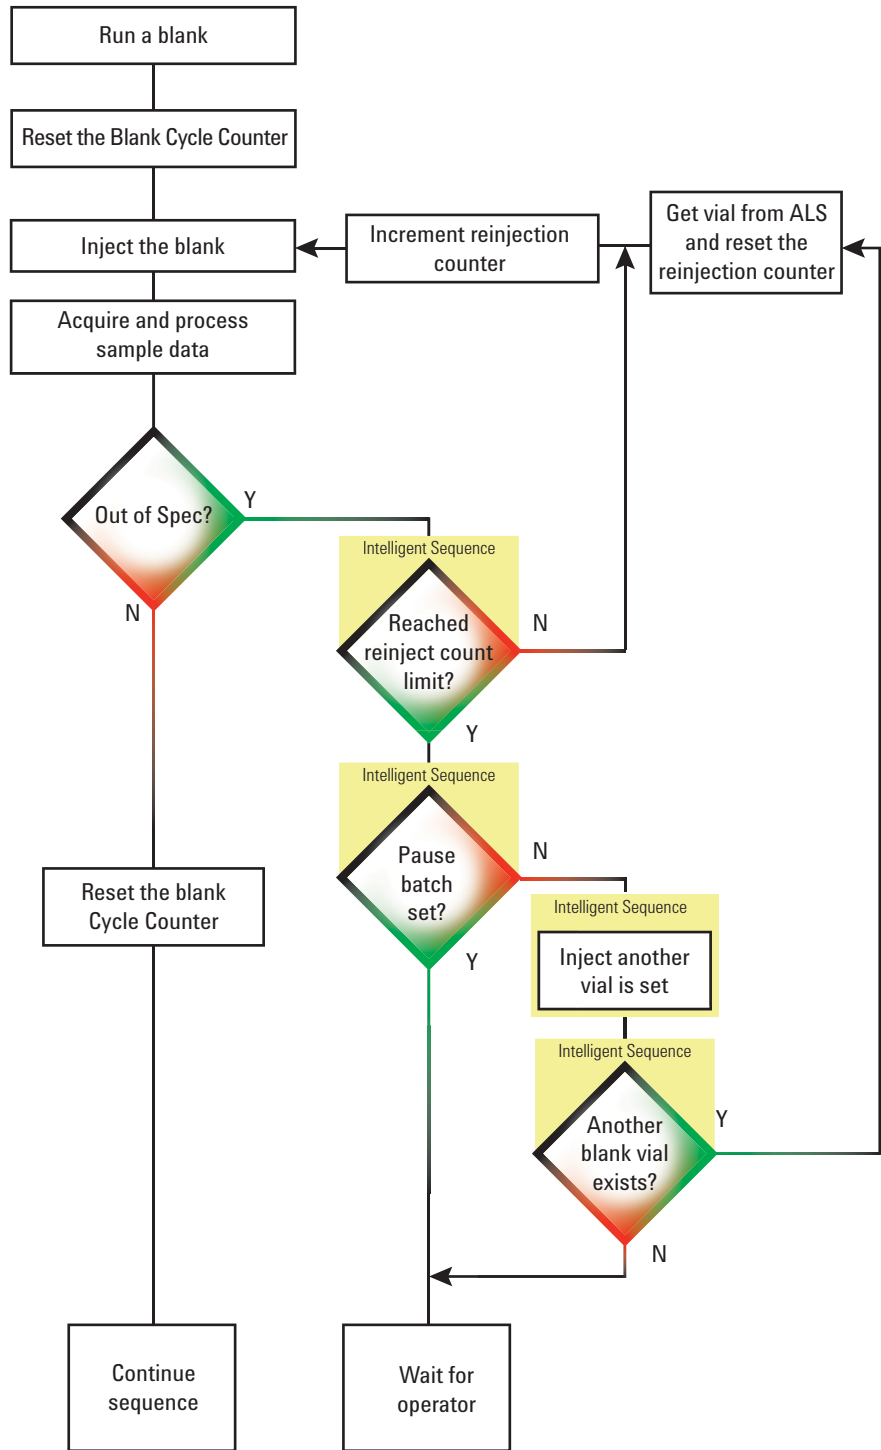 Run a blank
Reset the Blank Cycle Counter
Inject the blank
Increment reinjection
counter
Get vial from ALS
and reset the
reinjection counter
Acquire and process
sample data
Out of Spec?
Y
N
Intelligent Sequence
Reached
reinject count
limit?
N
Y
Intelligent Sequence
Pause
batch
set?
N
Y
Reset the blank
Cycle Counter
Intelligent Sequence
Inject another
vial is set
Intelligent Sequence
Another
blank vial
exists?
Y
N
Continue
sequence
Wait for
operator